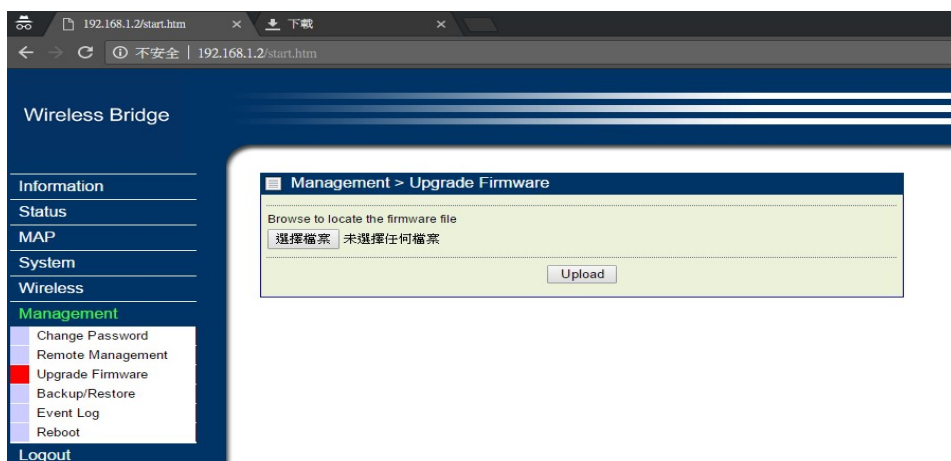 192.168.1.2/start.htm
下載
不安全 | 192.168.1.2/start.htm
Wireless Bridge
Information
Status
MAP
System
Wireless
Management
Change Password
Remote Management
Upgrade Firmware
Backup/Restore
Event Log
Reboot
Logout
Management > Upgrade Firmware
Browse to locate the firmware file
選擇檔案 未選擇任何檔案
Upload